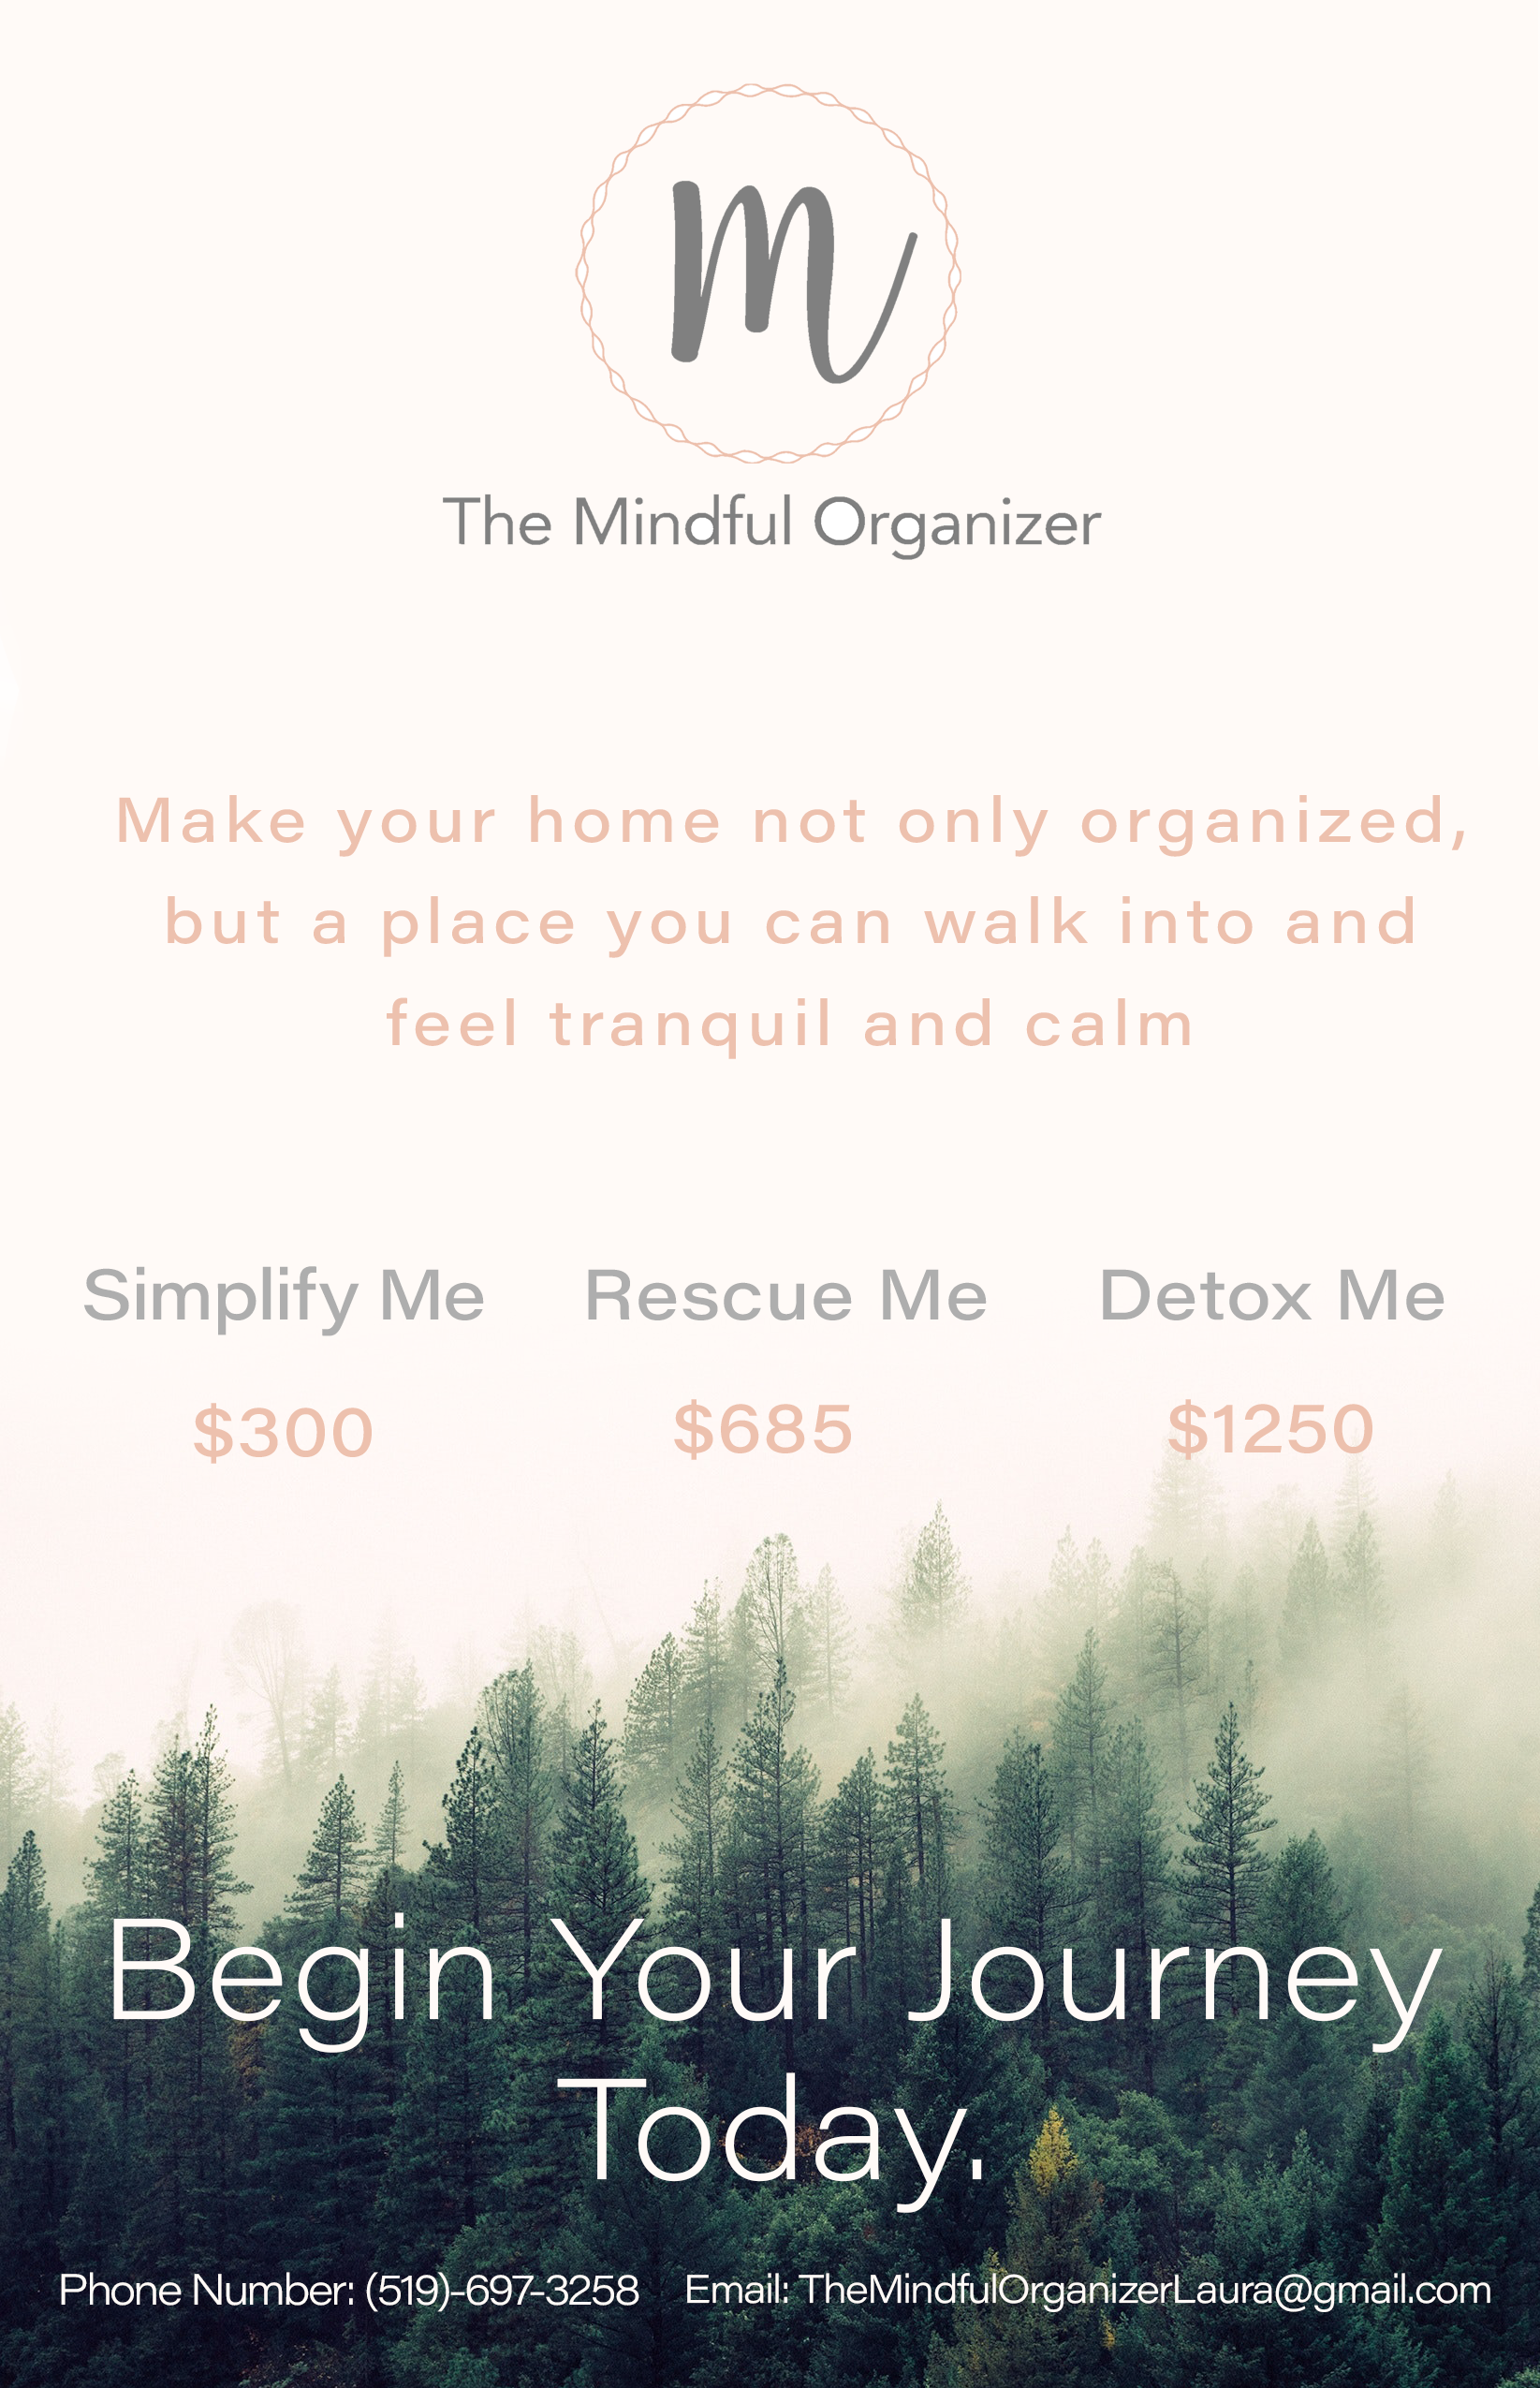 m
The Mindful Organizer
Make your home not only organized,
but a place you can walk into and
feel tranquil and calm
Simplify Me Rescue Me Detox Me
$300 $685 $1250
Begin Your Journey
Today.
Phone Number: (519)-697-3258 Email: TheMindfulOrganizerLaura@gmail.com